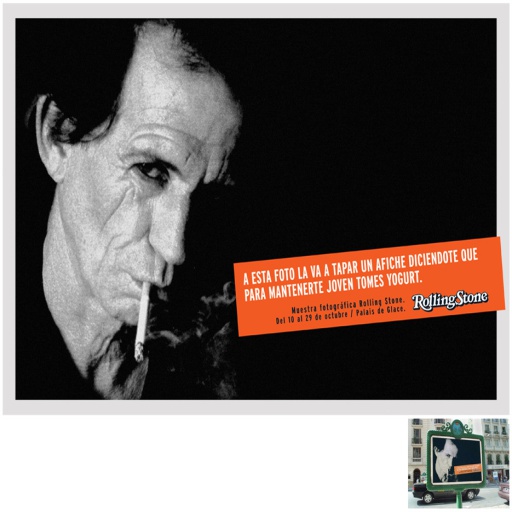 A ESTA FOTO LA VA A TAPAR UN AFICHE DICIENDOTE QUE
PARA MANTENERTE JOVEN TOMES YOGURT.
Muestra fotográfica Rolling Stone.
Del 10 al 29 de octubre / Palais de Glace.
RollingStone